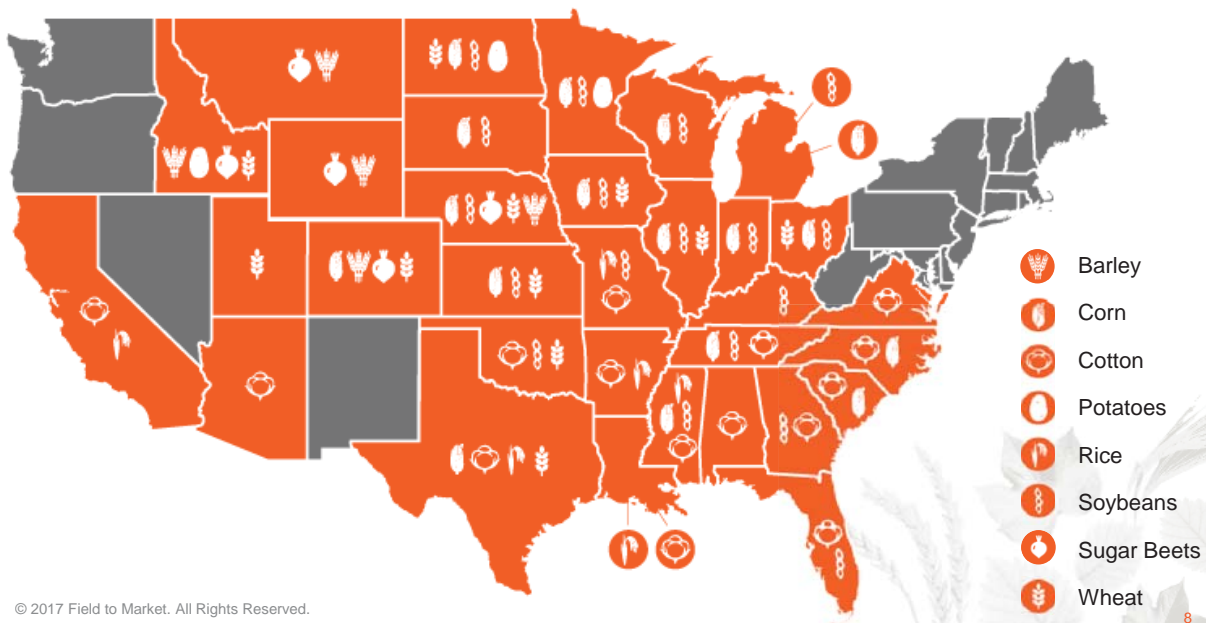 Barley
Corn
Cotton
Potatoes
Rice
Soybeans
Sugar Beets
Wheat
© 2017 Field to Market. All Rights Reserved.
8